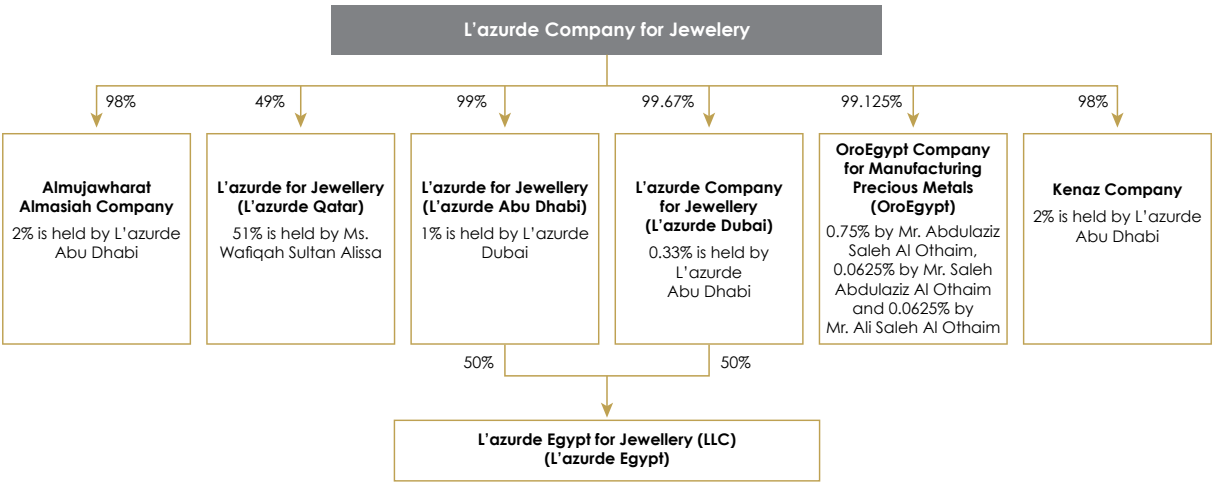 L'azurde Company for Jewelery
98%
49%
99%
99.67%
99.125%
98%
Almujawharat
Almasiah Company
2% is held by L'azurde
Abu Dhabi
L'azurde for Jewellery
(L'azurde Qatar)
51% is held by Ms.
Wafiqah Sultan Alissa
L'azurde for Jewellery
(L'azurde Abu Dhabi)
1% is held by L'azurde
Dubai
L'azurde Company
for Jewellery
(L'azurde Dubai)
0.33% is held by
L'azurde
Abu Dhabi
OroEgypt Company
for Manufacturing
Precious Metals
(OroEgypt)
0.75% by Mr. Abdulaziz
Saleh Al Othaim,
0.0625% by Mr. Saleh
Abdulaziz Al Othaim
and 0.0625% by
Mr. Ali Saleh Al Othaim
Kenaz Company
2% is held by L'azurde
Abu Dhabi
50%
50%
L'azurde Egypt for Jewellery (LLC)
(L'azurde Egypt)